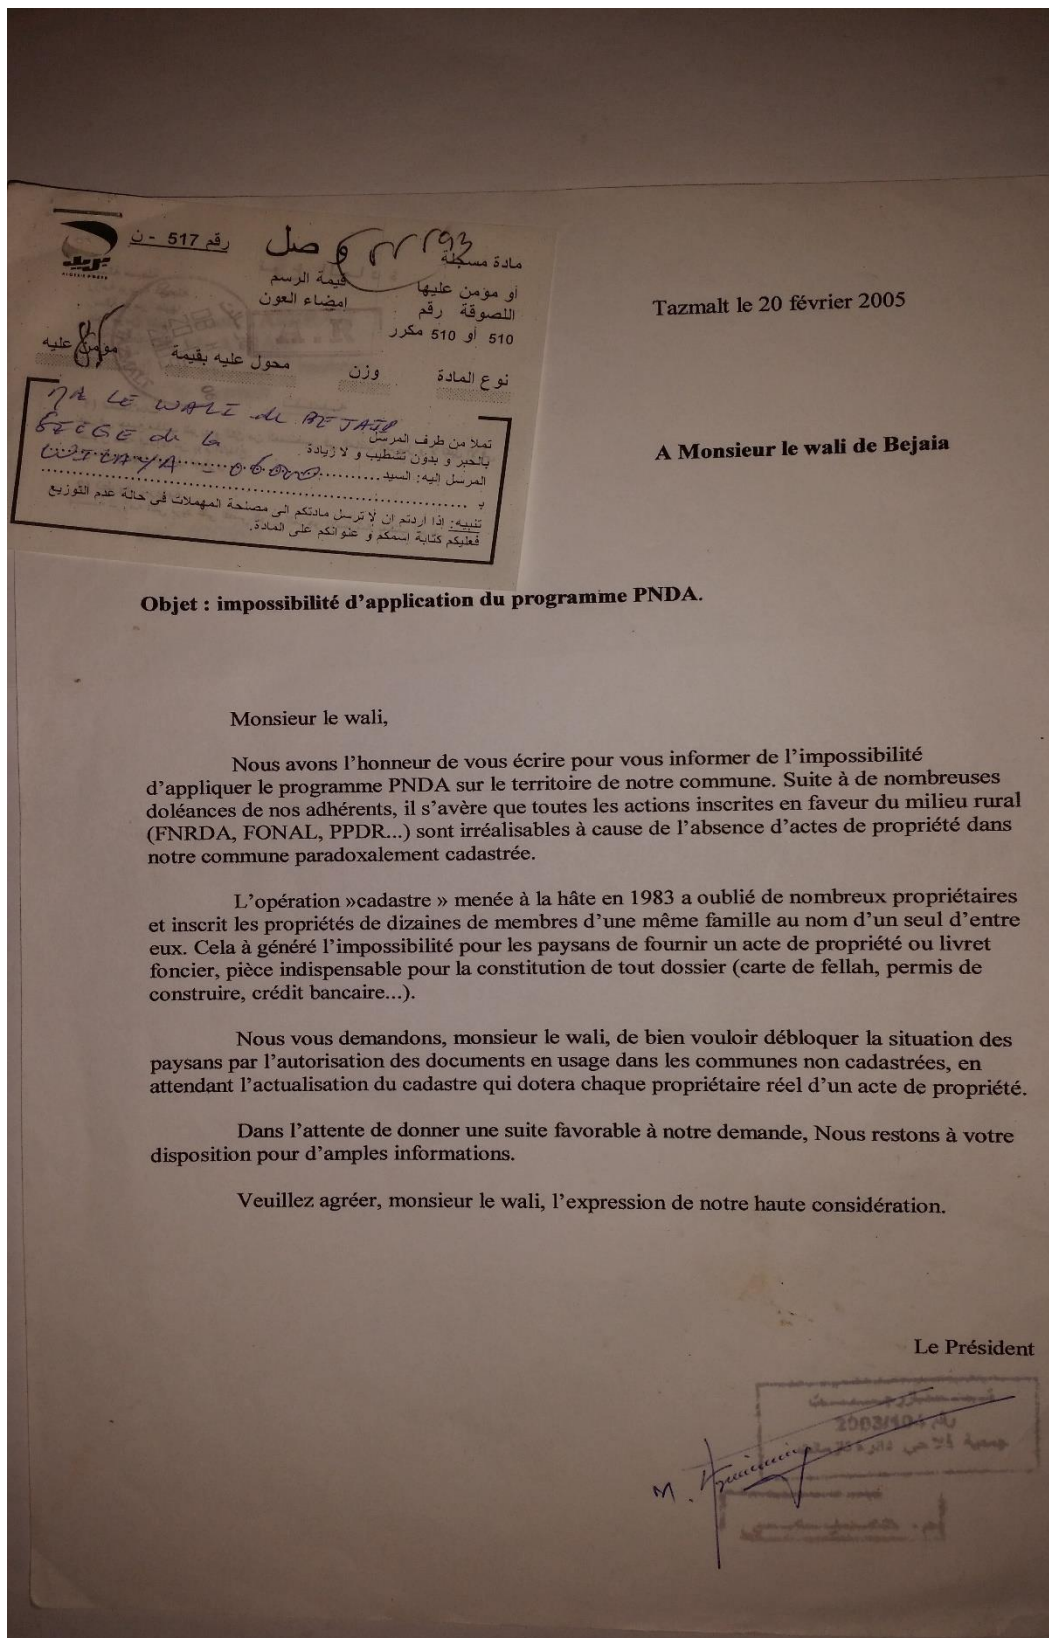 رقم 517 - ن
وصل
مادة مسجلة
أو مؤمن عليها
اللصوقة رقم
510 أو 510 مكرر
قيمة الرسم
إمضاء العون
نوع المادة وزن محول عليه بقيمة مؤمن عليه
LE WALI de BEJAIA
SIEGE de la
WILAYA - 06000
تملأ من طرف المرسل
بالحبر و بدون تشطيب و لا زيادة
المرسل إليه: السيد
بـ
تنبيه: إذا اردتم ان لا ترسل مادتكم الى مصلحة المهملات في حالة عدم التوزيع
فعليكم كتابة إسمكم و عنوانكم على المادة.
Tazmalt le 20 février 2005
A Monsieur le wali de Bejaia
Objet : impossibilité d’application du programme PNDA.
Monsieur le wali,
Nous avons l’honneur de vous écrire pour vous informer de l’impossibilité
d’appliquer le programme PNDA sur le territoire de notre commune. Suite à de nombreuses
doléances de nos adhérents, il s’avère que toutes les actions inscrites en faveur du milieu rural
(FNRDA, FONAL, PPDR...) sont irréalisables à cause de l’absence d’actes de propriété dans
notre commune paradoxalement cadastrée.
L’opération »cadastre » menée à la hâte en 1983 a oublié de nombreux propriétaires
et inscrit les propriétés de dizaines de membres d’une même famille au nom d’un seul d’entre
eux. Cela à généré l’impossibilité pour les paysans de fournir un acte de propriété ou livret
foncier, pièce indispensable pour la constitution de tout dossier (carte de fellah, permis de
construire, crédit bancaire...).
Nous vous demandons, monsieur le wali, de bien vouloir débloquer la situation des
paysans par l’autorisation des documents en usage dans les communes non cadastrées, en
attendant l’actualisation du cadastre qui dotera chaque propriétaire réel d’un acte de propriété.
Dans l’attente de donner une suite favorable à notre demande, Nous restons à votre
disposition pour d’amples informations.
Veuillez agréer, monsieur le wali, l’expression de notre haute considération.
Le Président